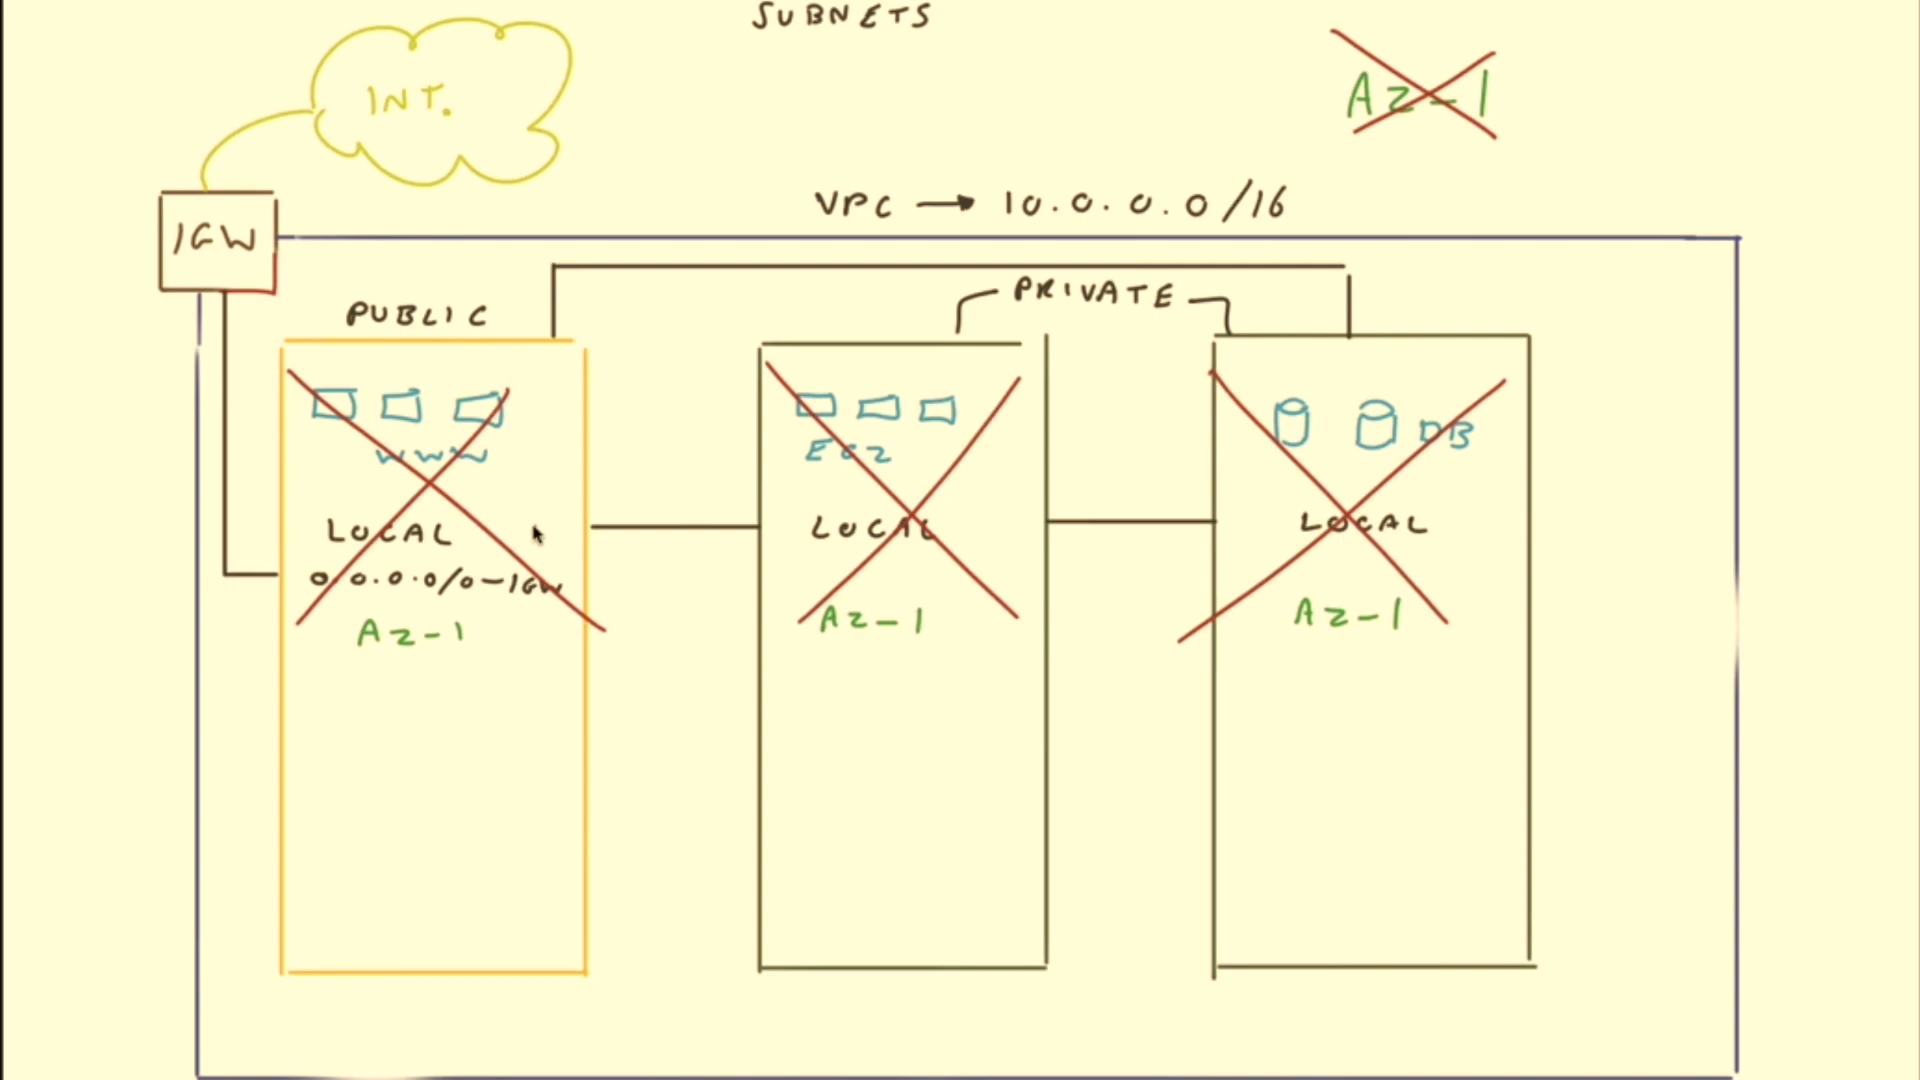 SUBNETS
INT.
AZ-1
VPC → 10.0.0.0/16
IGW
PRIVATE
PUBLIC
WWW
EC2
DB
LOCAL
LOCAL
LOCAL
0.0.0.0/0-IGW
AZ-1
AZ-1
AZ-1